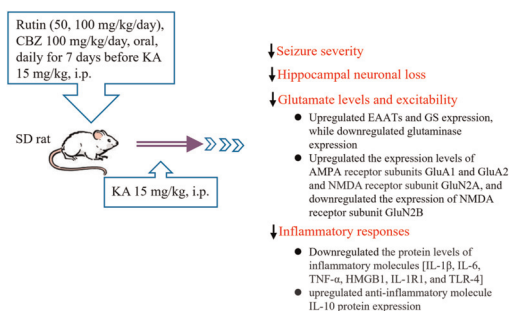 Rutin (50, 100 mg/kg/day),
CBZ 100 mg/kg/day, oral,
daily for 7 days before KA
15 mg/kg, i.p.
SD rat
KA 15 mg/kg, i.p.
Seizure severity
Hippocampal neuronal loss
Glutamate levels and excitability
● Upregulated EAATs and GS expression,
while downregulated glutaminase
expression
● Upregulated the expression levels of
AMPA receptor subunits GluA1 and GluA2
and NMDA receptor subunit GluN2A, and
downregulated the expression of NMDA
receptor subunit GluN2B
Inflammatory responses
● Downregulated the protein levels of
inflammatory molecules [IL-1β, IL-6,
TNF-α, HMGB1, IL-1R1, and TLR-4]
● upregulated anti-inflammatory molecule
IL-10 protein expression